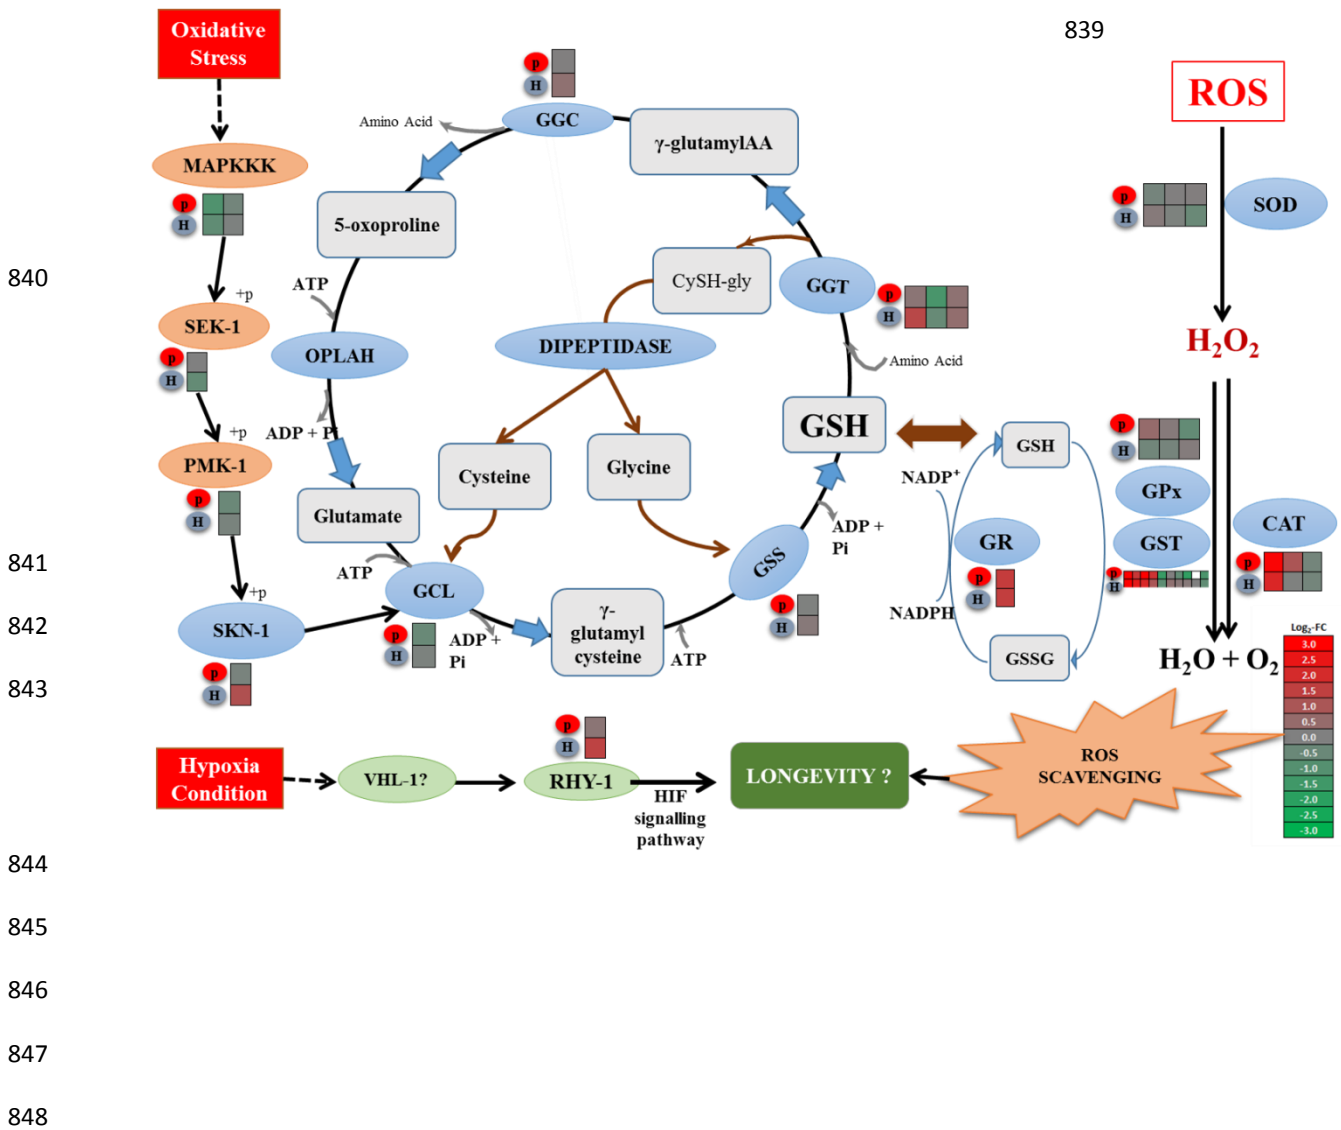 839
Oxidative
Stress
MAPKKK
p
H
+p
SEK-1
p
H
+p
PMK-1
p
H
+p
SKN-1
p
H
p
H
GGC
Amino Acid
γ-glutamylAA
5-oxoproline
ATP
OPLAH
ADP + Pi
Glutamate
ATP
GCL
p
H
ADP +
Pi
γ-
glutamyl
cysteine
ATP
GSS
p
H
ADP +
Pi
CySH-gly
DIPEPTIDASE
Cysteine
Glycine
GGT
p
H
Amino Acid
GSH
NADP⁺
GSH
GR
p
H
NADPH
GSSG
ROS
p
H
SOD
H₂O₂
p
H
GPx
GST
p
H
CAT
p
H
H₂O + O₂
Log₂-FC
3.0
2.5
2.0
1.5
1.0
0.5
0.0
-0.5
-1.0
-1.5
-2.0
-2.5
-3.0
Hypoxia
Condition
VHL-1?
p
H
RHY-1
HIF
signalling
pathway
LONGEVITY ?
ROS
SCAVENGING
840
841
842
843
844
845
846
847
848